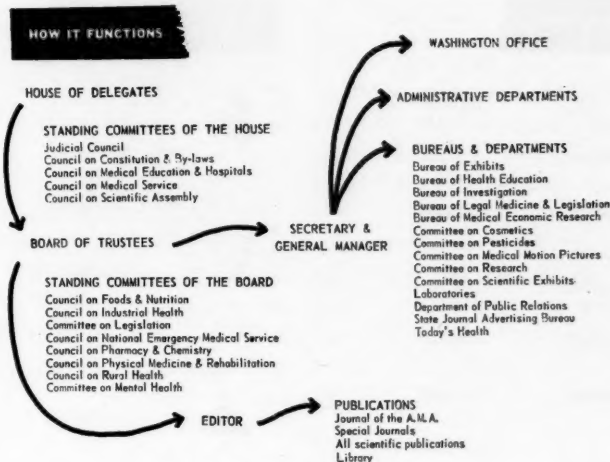 HOW IT FUNCTIONS
HOUSE OF DELEGATES
STANDING COMMITTEES OF THE HOUSE
Judicial Council
Council on Constitution & By-laws
Council on Medical Education & Hospitals
Council on Medical Service
Council on Scientific Assembly
BOARD OF TRUSTEES
STANDING COMMITTEES OF THE BOARD
Council on Foods & Nutrition
Council on Industrial Health
Committee on Legislation
Council on National Emergency Medical Service
Council on Pharmacy & Chemistry
Council on Physical Medicine & Rehabilitation
Council on Rural Health
Committee on Mental Health
SECRETARY &
GENERAL MANAGER
WASHINGTON OFFICE
ADMINISTRATIVE DEPARTMENTS
BUREAUS & DEPARTMENTS
Bureau of Exhibits
Bureau of Health Education
Bureau of Investigation
Bureau of Legal Medicine & Legislation
Bureau of Medical Economic Research
Committee on Cosmetics
Committee on Pesticides
Committee on Medical Motion Pictures
Committee on Research
Committee on Scientific Exhibits
Laboratories
Department of Public Relations
State Journal Advertising Bureau
Today's Health
EDITOR
PUBLICATIONS
Journal of the A.M.A.
Special Journals
All scientific publications
Library